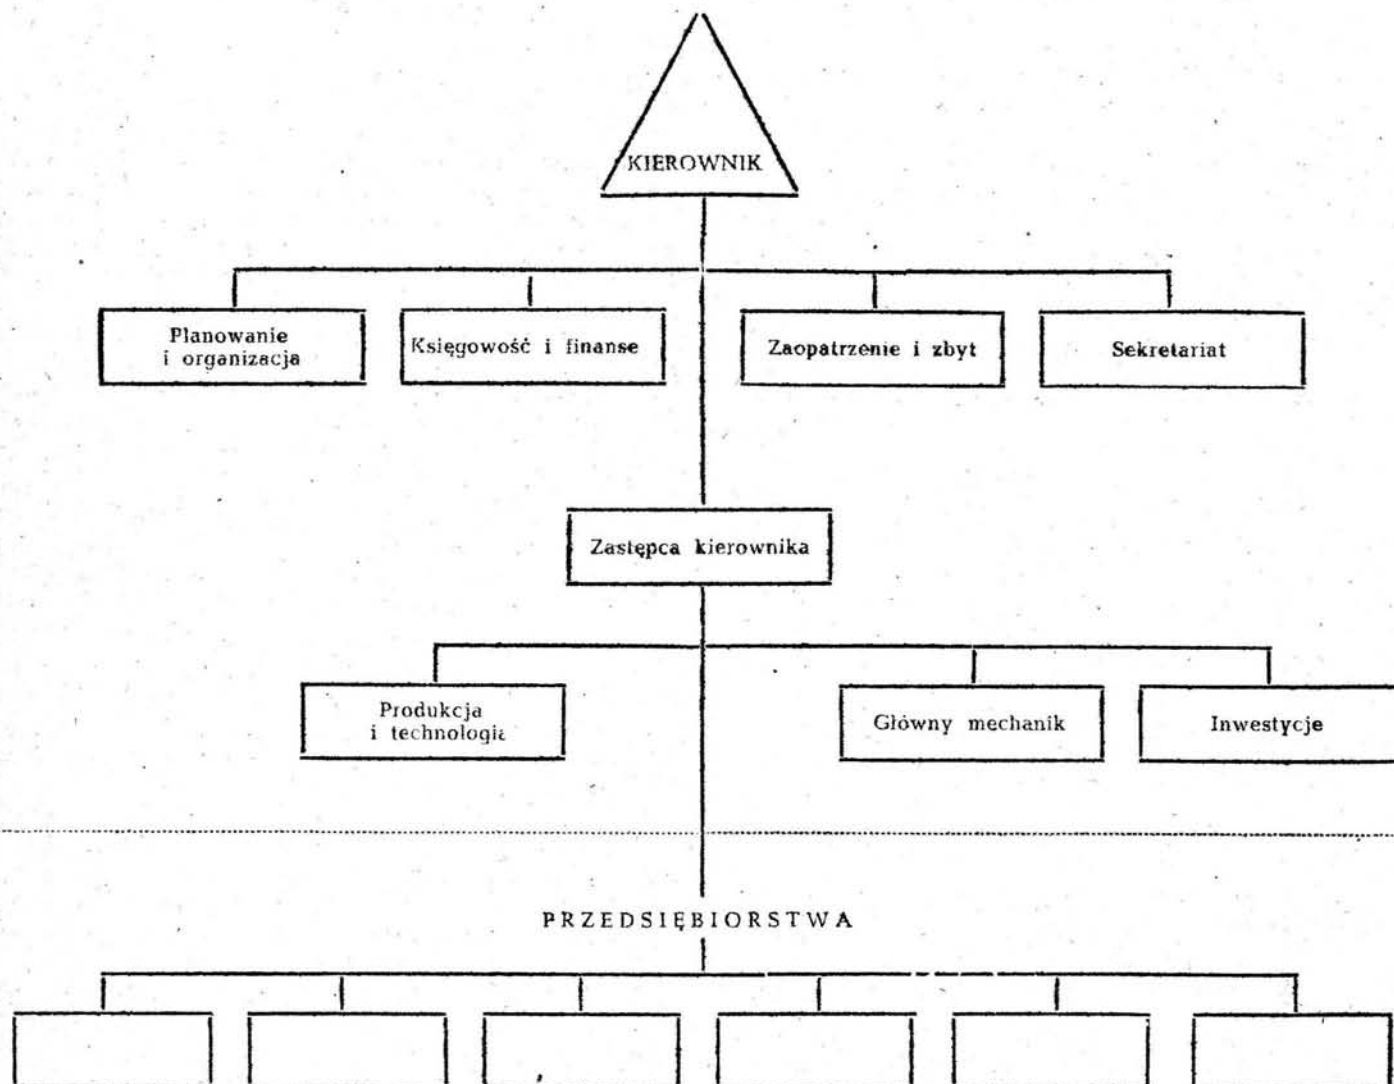 KIEROWNIK
Planowanie
i organizacja
Księgowość i finanse
Zaopatrzenie i zbyt
Sekretariat
Zastępca kierownika
Produkcja
i technologia
Główny mechanik
Inwestycje
PRZEDSIĘBIORSTWA